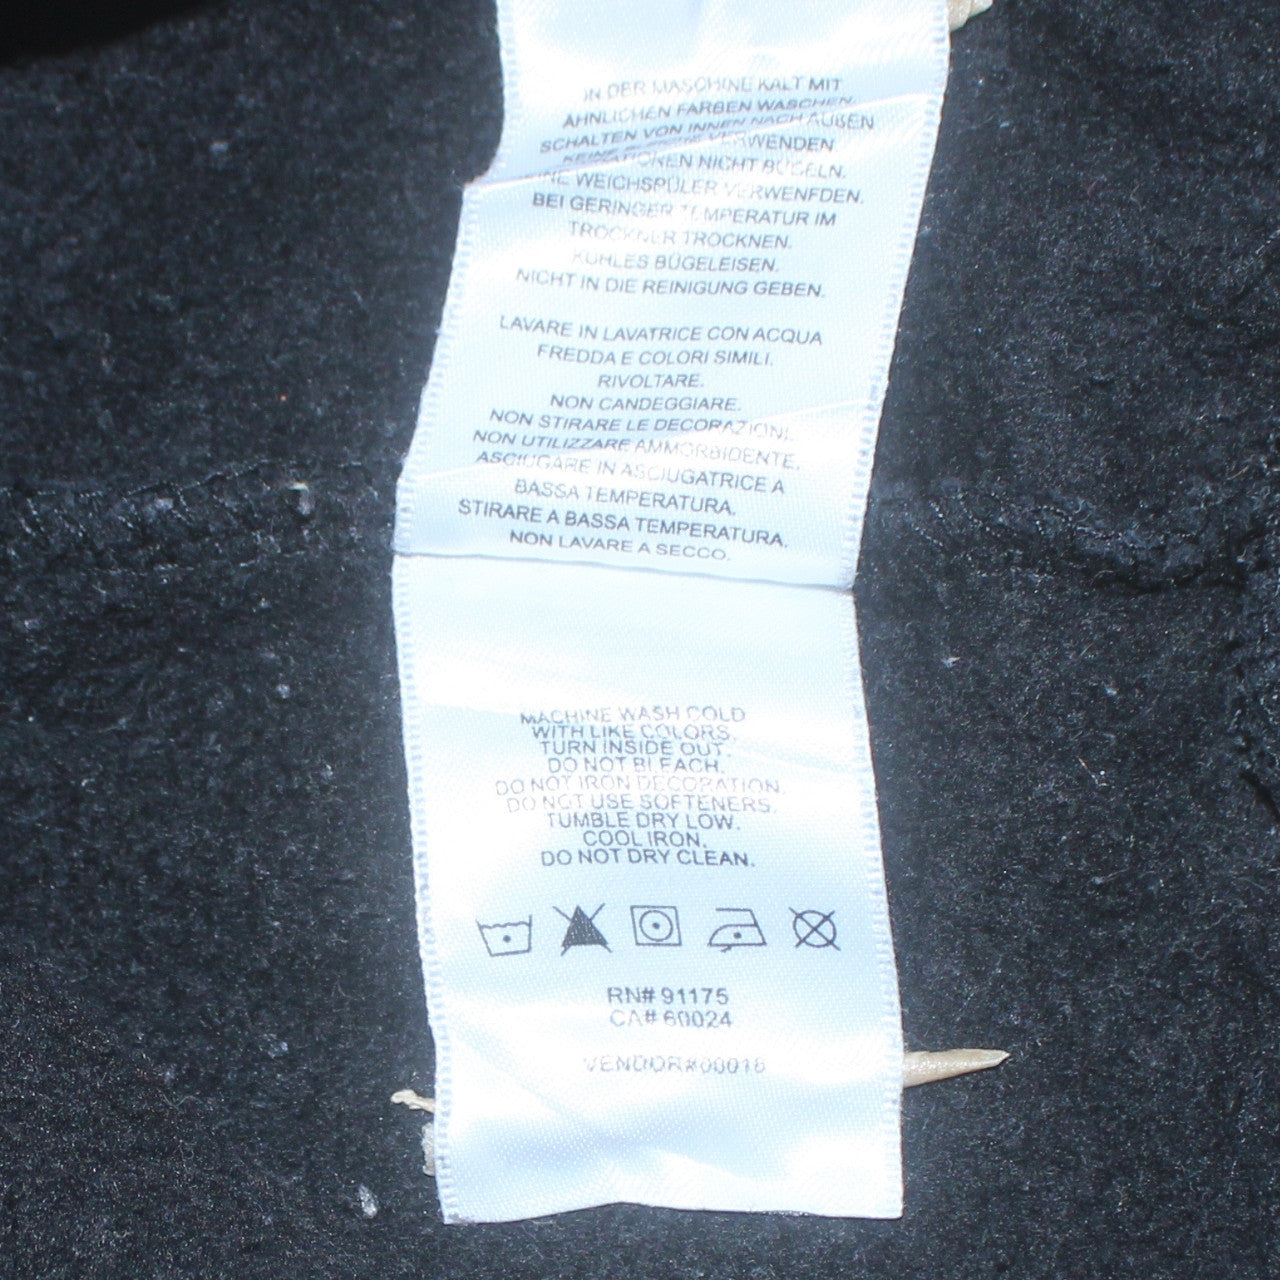 IN DER MASCHINE KALT MIT
ÄHNLICHEN FARBEN WASCHEN.
SCHALTEN VON INNEN NACH AUßEN
KEINE VERWENDEN
NICHT BÜGELN.
WEICHSPÜLER VERWENFDEN.
BEI GERINGER TEMPERATUR IM
TROCKNER TROCKNEN.
KÜHLES BÜGELEISEN.
NICHT IN DIE REINIGUNG GEBEN.
LAVARE IN LAVATRICE CON ACQUA
FREDDA E COLORI SIMILI.
RIVOLTARE.
NON CANDEGGIARE.
NON STIRARE LE DECORAZIONI.
NON UTILIZZARE AMMORBIDENTE.
ASCIUGARE IN ASCIUGATRICE A
BASSA TEMPERATURA.
STIRARE A BASSA TEMPERATURA.
NON LAVARE A SECCO.
MACHINE WASH COLD
WITH LIKE COLORS.
TURN INSIDE OUT.
DO NOT BLEACH.
DO NOT IRON DECORATION.
DO NOT USE SOFTENERS.
TUMBLE DRY LOW.
COOL IRON.
DO NOT DRY CLEAN.
RN# 91175
CA# 60024
VENDOR#00018